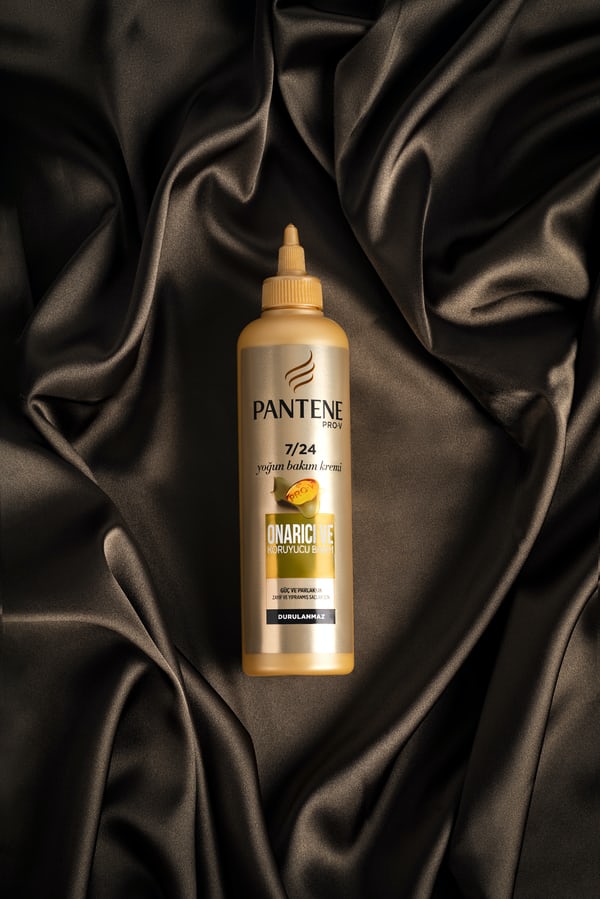 PANTENE
PRO-V
7/24
yoğun bakım kremi
PRO-V
ONARICI VE
KORUYUCU BAKIM
GÜÇ VE PARLAKLIK
ZAYIF VE YIPRANMIŞ SAÇLAR İÇİN
DURULANMAZ